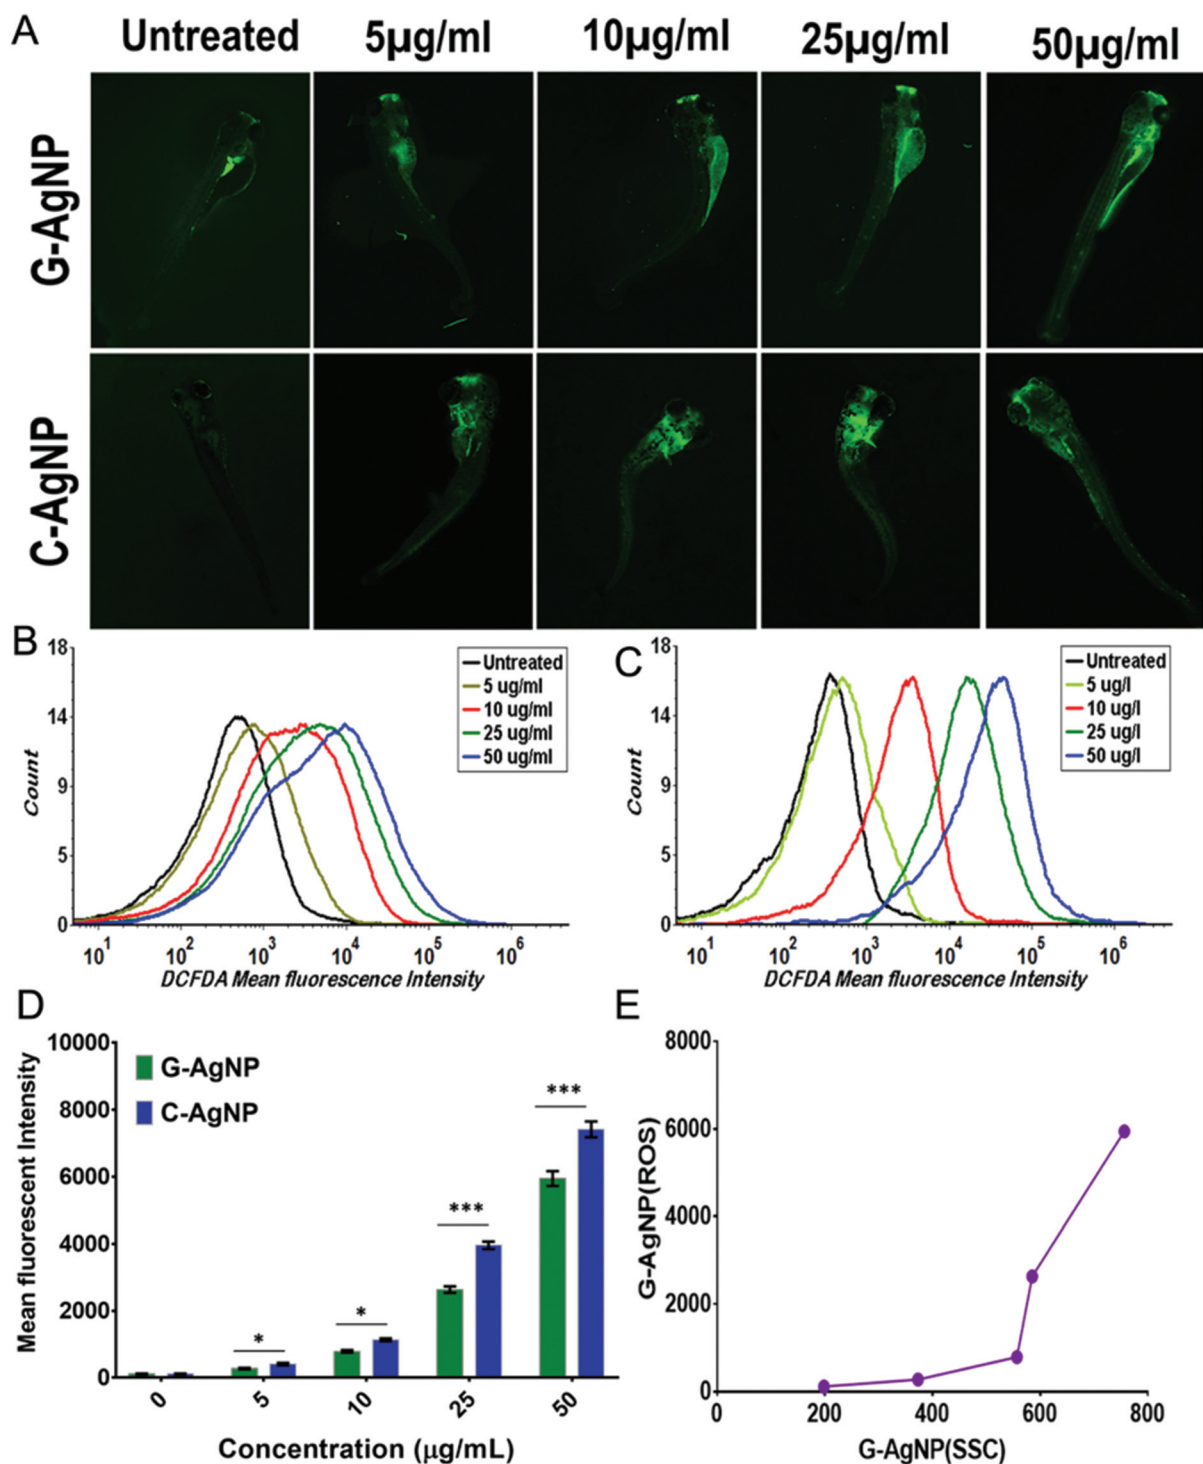 A
Untreated
5µg/ml
10µg/ml
25µg/ml
50µg/ml
G-AgNP
C-AgNP
B
18
14
9
5
0
Count
Untreated
5 ug/ml
10 ug/ml
25 ug/ml
50 ug/ml
10¹ 10² 10³ 10⁴ 10⁵ 10⁶
DCFDA Mean fluorescence Intensity
C
18
14
9
5
0
Count
Untreated
5 ug/l
10 ug/l
25 ug/l
50 ug/l
10¹ 10² 10³ 10⁴ 10⁵ 10⁶
DCFDA Mean fluorescence Intensity
D
10000
8000
6000
4000
2000
0
Mean fluorescent Intensity
G-AgNP
C-AgNP
*
*
***
***
0 5 10 25 50
Concentration (µg/mL)
E
8000
6000
4000
2000
0
G-AgNP(ROS)
0 200 400 600 800
G-AgNP(SSC)